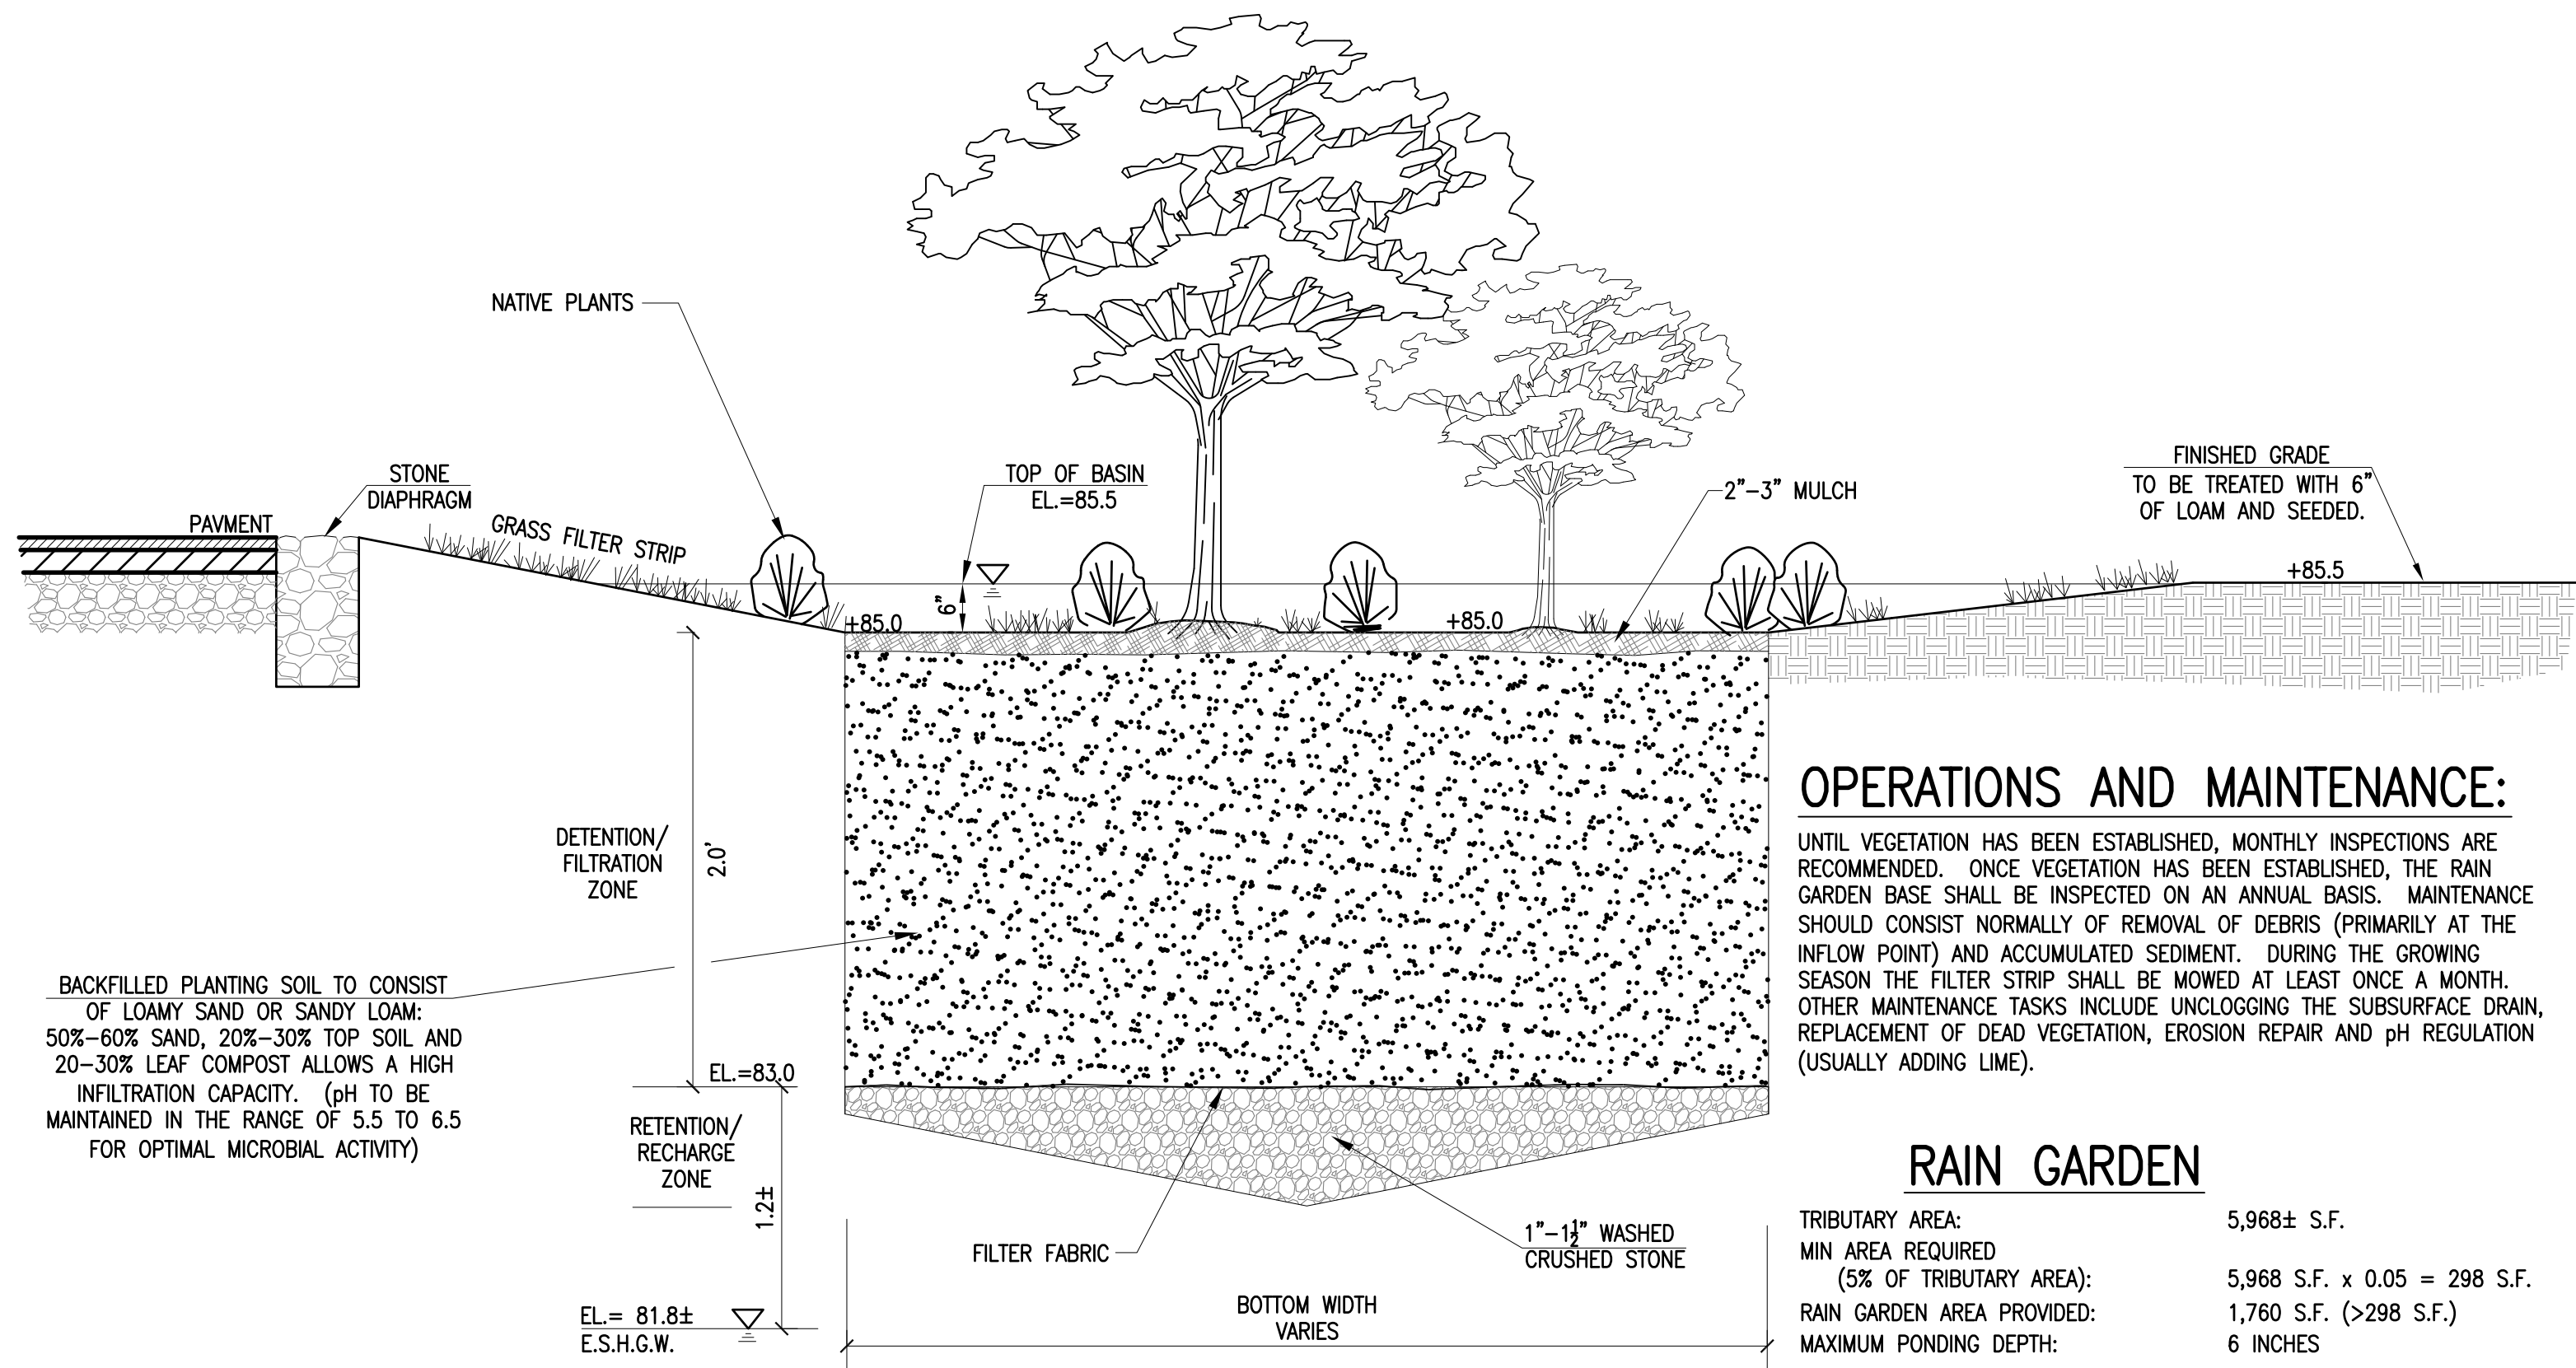 NATIVE PLANTS
STONE
DIAPHRAGM
PAVMENT
GRASS FILTER STRIP
TOP OF BASIN
EL.=85.5
6"
2"-3" MULCH
FINISHED GRADE
TO BE TREATED WITH 6"
OF LOAM AND SEEDED.
+85.5
+85.0
+85.0
DETENTION/
FILTRATION
ZONE
2.0'
BACKFILLED PLANTING SOIL TO CONSIST
OF LOAMY SAND OR SANDY LOAM:
50%-60% SAND, 20%-30% TOP SOIL AND
20-30% LEAF COMPOST ALLOWS A HIGH
INFILTRATION CAPACITY. (pH TO BE
MAINTAINED IN THE RANGE OF 5.5 TO 6.5
FOR OPTIMAL MICROBIAL ACTIVITY)
EL.=83.0
RETENTION/
RECHARGE
ZONE
1.2±
EL.= 81.8±
E.S.H.G.W.
FILTER FABRIC
1"-1½" WASHED
CRUSHED STONE
BOTTOM WIDTH
VARIES
OPERATIONS AND MAINTENANCE:
UNTIL VEGETATION HAS BEEN ESTABLISHED, MONTHLY INSPECTIONS ARE
RECOMMENDED. ONCE VEGETATION HAS BEEN ESTABLISHED, THE RAIN
GARDEN BASE SHALL BE INSPECTED ON AN ANNUAL BASIS. MAINTENANCE
SHOULD CONSIST NORMALLY OF REMOVAL OF DEBRIS (PRIMARILY AT THE
INFLOW POINT) AND ACCUMULATED SEDIMENT. DURING THE GROWING
SEASON THE FILTER STRIP SHALL BE MOWED AT LEAST ONCE A MONTH.
OTHER MAINTENANCE TASKS INCLUDE UNCLOGGING THE SUBSURFACE DRAIN,
REPLACEMENT OF DEAD VEGETATION, EROSION REPAIR AND pH REGULATION
(USUALLY ADDING LIME).
RAIN GARDEN
TRIBUTARY AREA: 5,968± S.F.
MIN AREA REQUIRED
(5% OF TRIBUTARY AREA): 5,968 S.F. x 0.05 = 298 S.F.
RAIN GARDEN AREA PROVIDED: 1,760 S.F. (>298 S.F.)
MAXIMUM PONDING DEPTH: 6 INCHES